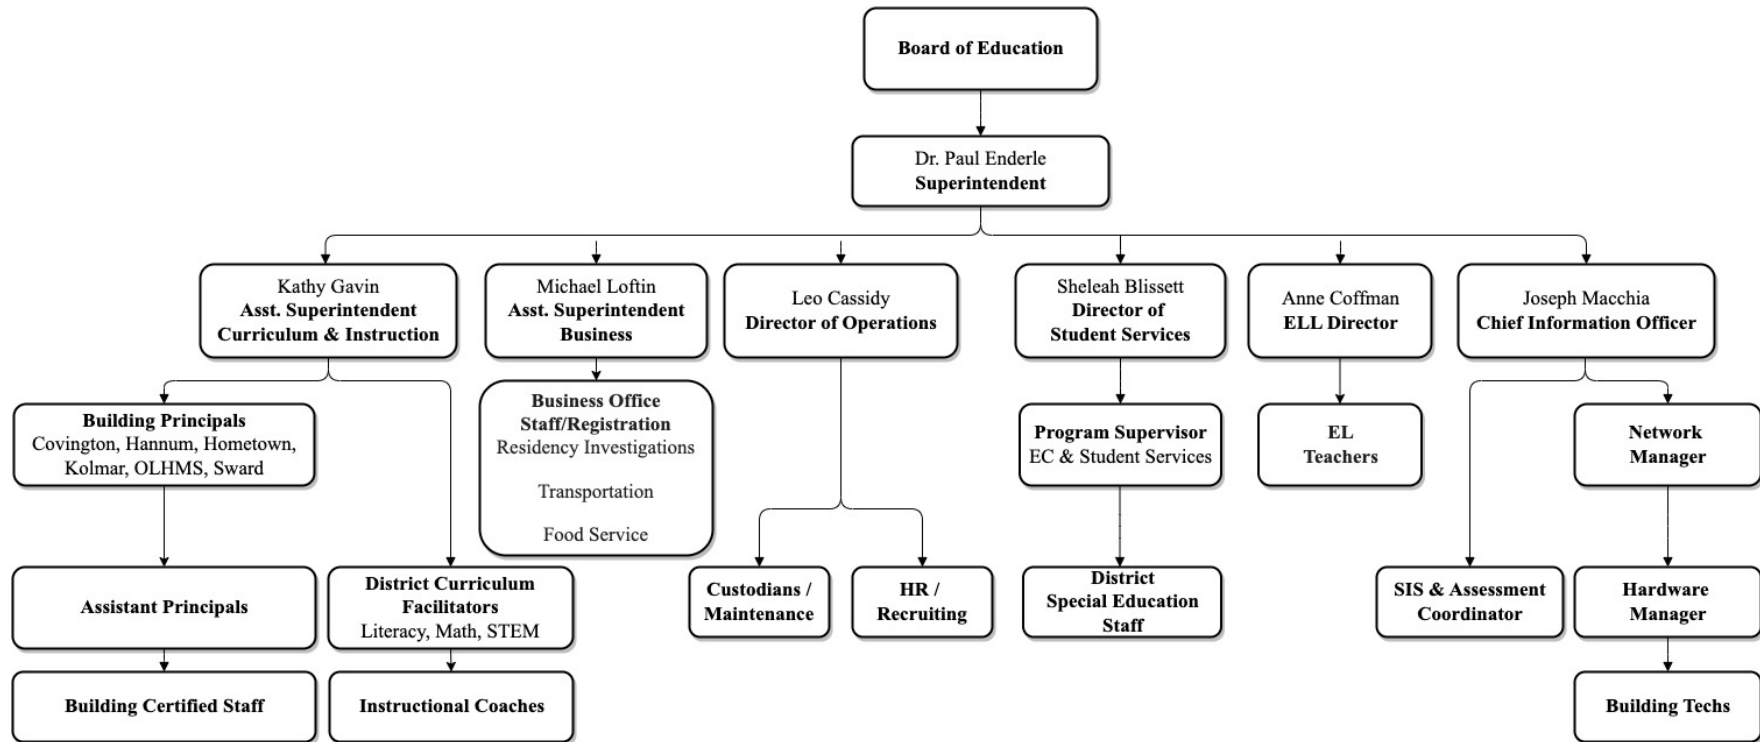 Board of Education
Dr. Paul Enderle
Superintendent
Kathy Gavin
Asst. Superintendent
Curriculum & Instruction
Michael Loftin
Asst. Superintendent
Business
Leo Cassidy
Director of Operations
Sheleah Blissett
Director of
Student Services
Anne Coffman
ELL Director
Joseph Macchia
Chief Information Officer
Building Principals
Covington, Hannum, Hometown,
Kolmar, OLHMS, Sward
Business Office
Staff/Registration
Residency Investigations
Transportation
Food Service
Program Supervisor
EC & Student Services
EL
Teachers
Network
Manager
Assistant Principals
District Curriculum
Facilitators
Literacy, Math, STEM
Custodians /
Maintenance
HR /
Recruiting
District
Special Education
Staff
SIS & Assessment
Coordinator
Hardware
Manager
Building Certified Staff
Instructional Coaches
Building Techs